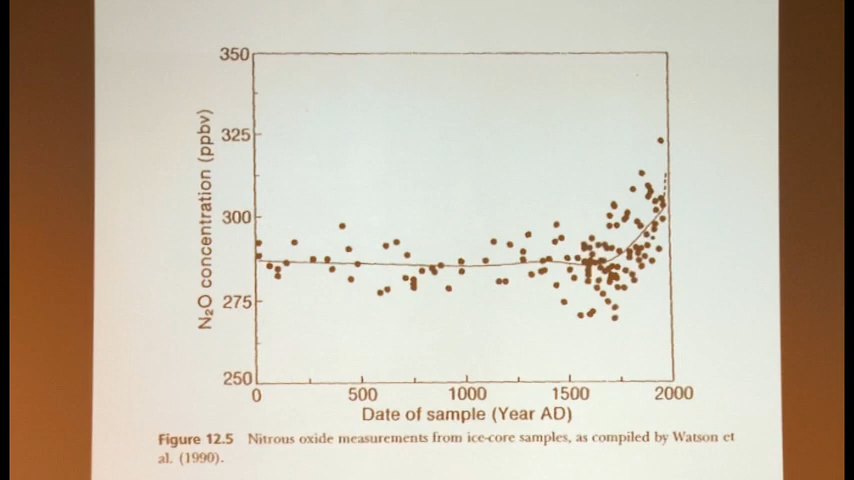 350
325
300
275
250
N₂O concentration (ppbv)
0 500 1000 1500 2000
Date of sample (Year AD)
Figure 12.5 Nitrous oxide measurements from ice-core samples, as compiled by Watson et
al. (1990).